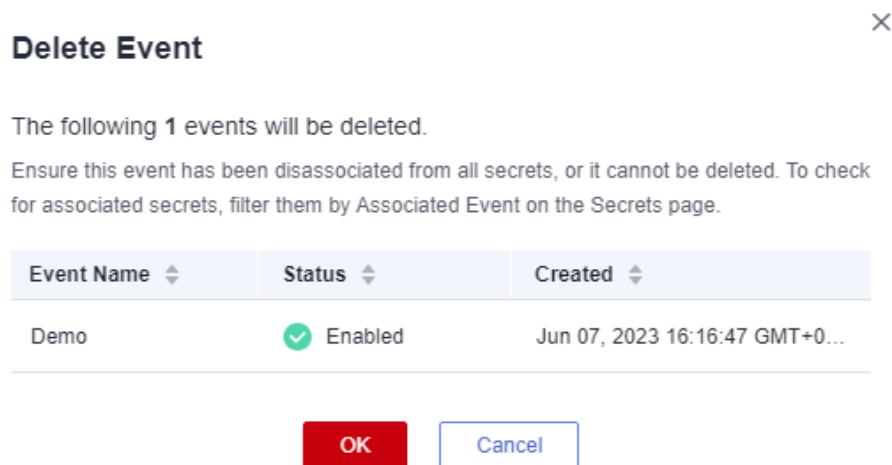 Delete Event
The following 1 events will be deleted.
Ensure this event has been disassociated from all secrets, or it cannot be deleted. To check
for associated secrets, filter them by Associated Event on the Secrets page.
Event Name Status Created
Demo Enabled Jun 07, 2023 16:16:47 GMT+0...
OK Cancel